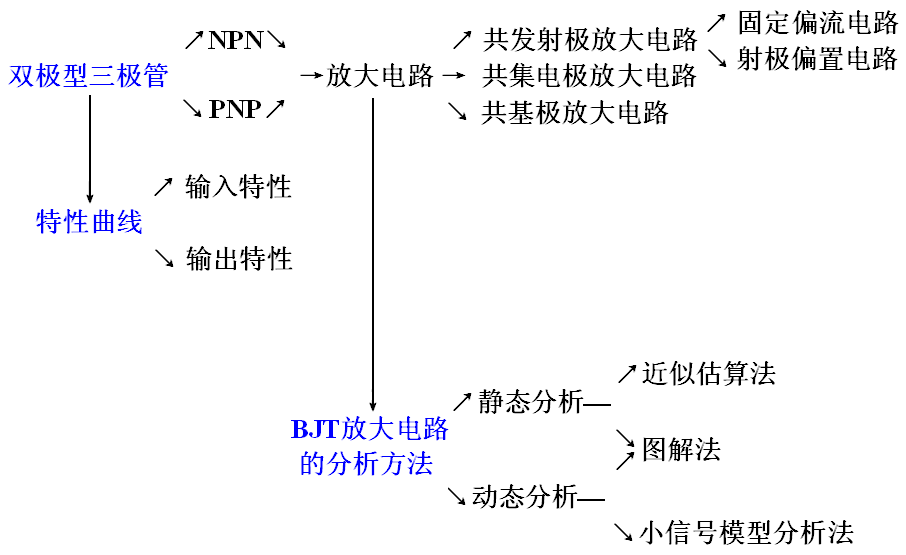 双极型三极管
NPN
PNP
放大电路
共发射极放大电路
共集电极放大电路
共基极放大电路
固定偏流电路
射极偏置电路
特性曲线
输入特性
输出特性
BJT放大电路
的分析方法
静态分析
动态分析
近似估算法
图解法
小信号模型分析法